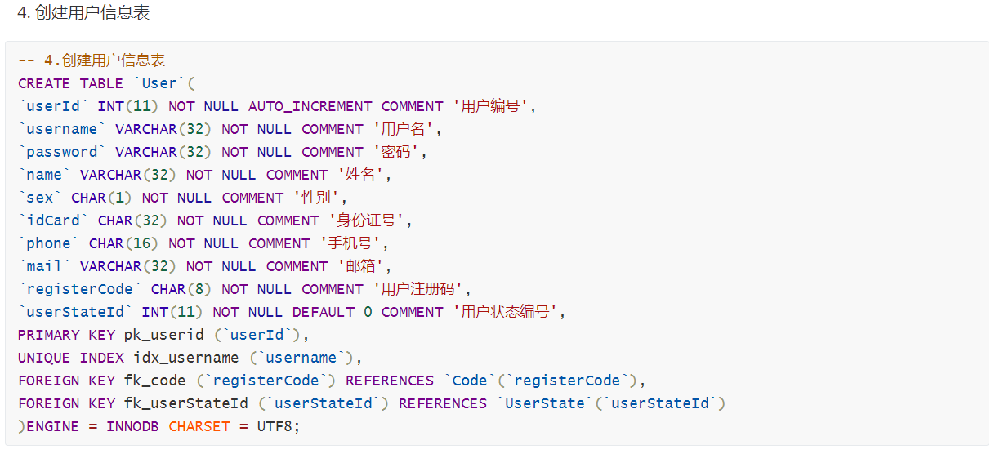 4. 创建用户信息表
-- 4.创建用户信息表
CREATE TABLE `User`(
`userId` INT(11) NOT NULL AUTO_INCREMENT COMMENT '用户编号',
`username` VARCHAR(32) NOT NULL COMMENT '用户名',
`password` VARCHAR(32) NOT NULL COMMENT '密码',
`name` VARCHAR(32) NOT NULL COMMENT '姓名',
`sex` CHAR(1) NOT NULL COMMENT '性别',
`idCard` CHAR(32) NOT NULL COMMENT '身份证号',
`phone` CHAR(16) NOT NULL COMMENT '手机号',
`mail` VARCHAR(32) NOT NULL COMMENT '邮箱',
`registerCode` CHAR(8) NOT NULL COMMENT '用户注册码',
`userStateId` INT(11) NOT NULL DEFAULT 0 COMMENT '用户状态编号',
PRIMARY KEY pk_userid (`userId`),
UNIQUE INDEX idx_username (`username`),
FOREIGN KEY fk_code (`registerCode`) REFERENCES `Code`(`registerCode`),
FOREIGN KEY fk_userStateId (`userStateId`) REFERENCES `UserState`(`userStateId`)
)ENGINE = INNODB CHARSET = UTF8;